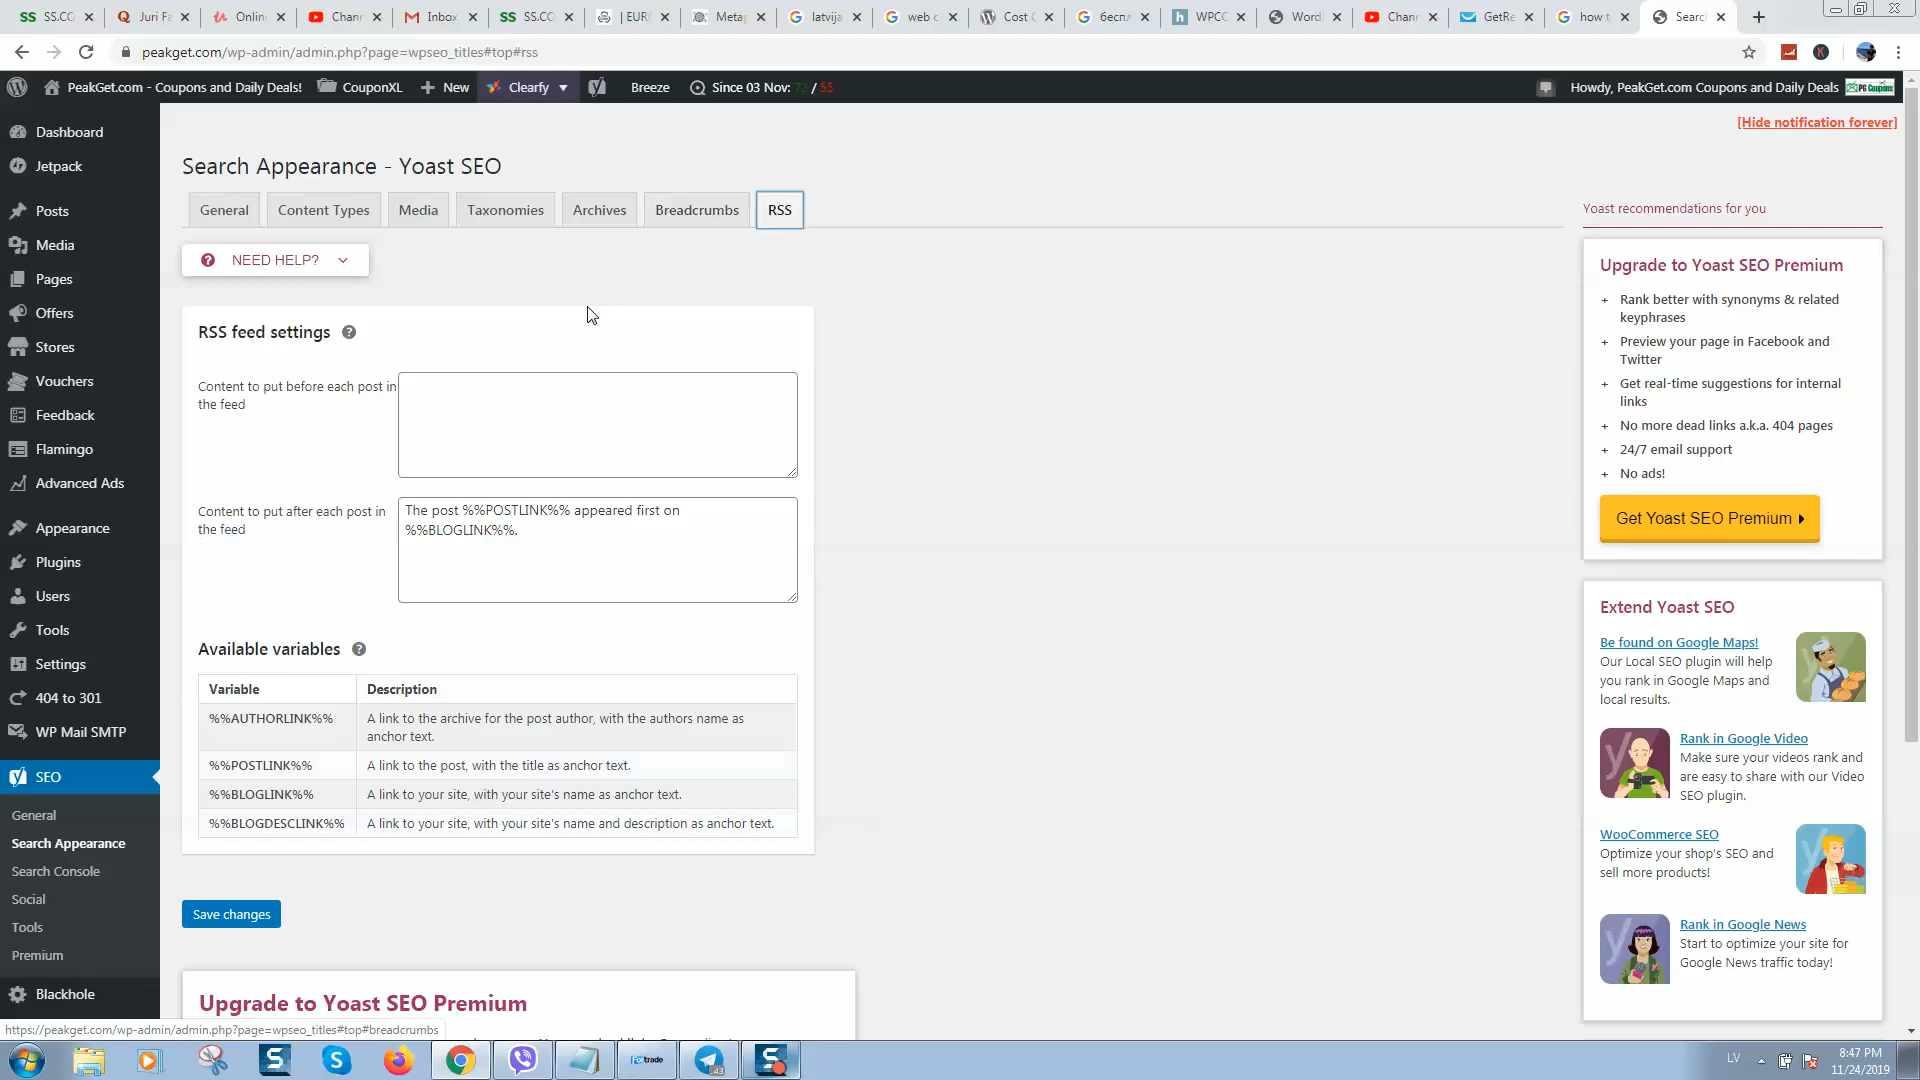 SS.CO
Juri Fa
Onlin
Chann
Inbox
SS.CO
| EURO
Metap
latvija
web c
Cost C
беспл
WPCC
Word
Chann
GetRe
how t
Searc
peakget.com/wp-admin/admin.php?page=wpseo_titles#top#rss
PeakGet.com - Coupons and Daily Deals!
CouponXL
New
Clearfy
Breeze
Since 03 Nov: 72 / 55
Howdy, PeakGet.com Coupons and Daily Deals
PG Coupons
[Hide notification forever]
Dashboard
Jetpack
Posts
Media
Pages
Offers
Stores
Vouchers
Feedback
Flamingo
Advanced Ads
Appearance
Plugins
Users
Tools
Settings
404 to 301
WP Mail SMTP
SEO
General
Search Appearance
Search Console
Social
Tools
Premium
Blackhole
Search Appearance - Yoast SEO
General
Content Types
Media
Taxonomies
Archives
Breadcrumbs
RSS
NEED HELP?
RSS feed settings
Content to put before each post in
the feed
Content to put after each post in
the feed
The post %%POSTLINK%% appeared first on
%%BLOGLINK%%.
Available variables
Variable Description
%%AUTHORLINK%% A link to the archive for the post author, with the authors name as
anchor text.
%%POSTLINK%% A link to the post, with the title as anchor text.
%%BLOGLINK%% A link to your site, with your site's name as anchor text.
%%BLOGDESCLINK%% A link to your site, with your site's name and description as anchor text.
Save changes
Upgrade to Yoast SEO Premium
Yoast recommendations for you
Upgrade to Yoast SEO Premium
+ Rank better with synonyms & related
keyphrases
+ Preview your page in Facebook and
Twitter
+ Get real-time suggestions for internal
links
+ No more dead links a.k.a. 404 pages
+ 24/7 email support
+ No ads!
Get Yoast SEO Premium
Extend Yoast SEO
Be found on Google Maps!
Our Local SEO plugin will help
you rank in Google Maps and
local results.
Rank in Google Video
Make sure your videos rank and
are easy to share with our Video
SEO plugin.
WooCommerce SEO
Optimize your shop's SEO and
sell more products!
Rank in Google News
Start to optimize your site for
Google News traffic today!
https://peakget.com/wp-admin/admin.php?page=wpseo_titles#top#breadcrumbs
Fortrade
43
LV
8:47 PM
11/24/2019